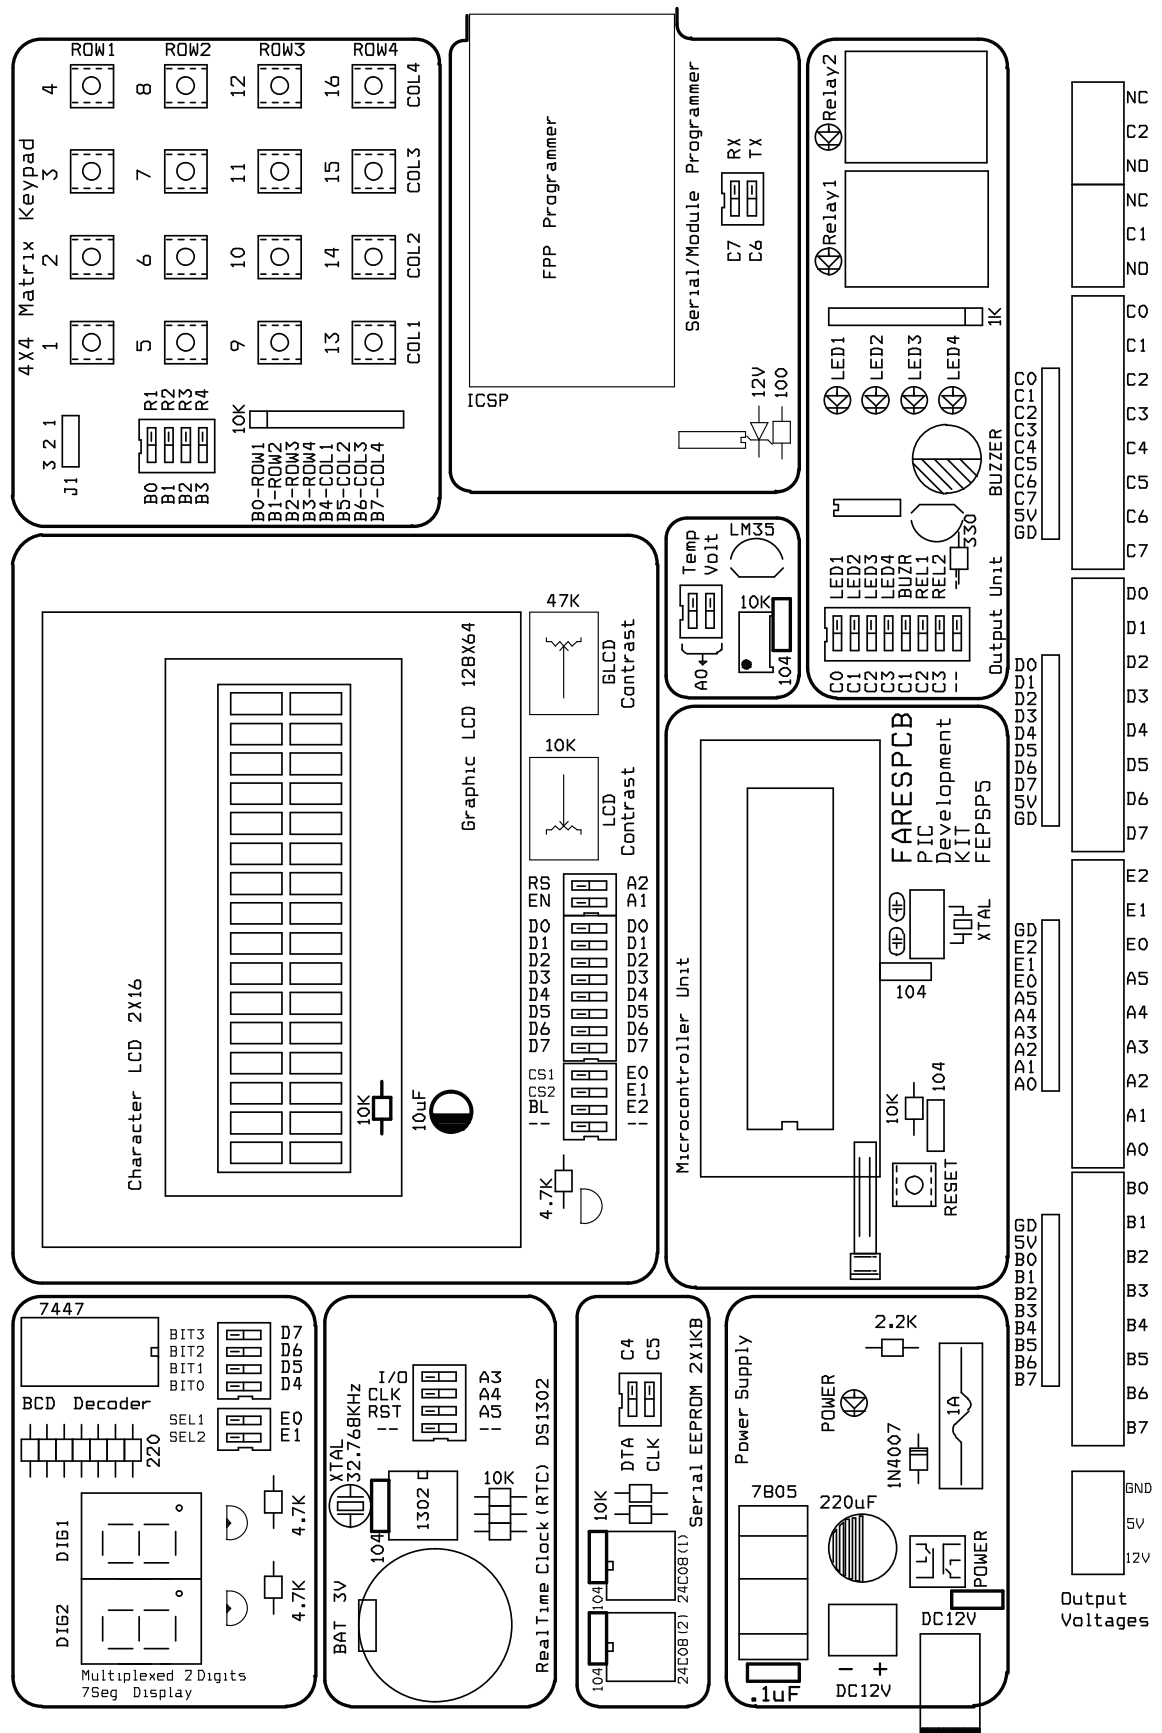 4X4 Matrix Keypad
ROW1
ROW2
ROW3
ROW4
4
8
12
16
COL4
3
7
11
15
COL3
2
6
10
14
COL2
1
5
9
13
COL1
J1
3 2 1
R1
R2
R3
R4
B0
B1
B2
B3
10K
B0-ROW1
B1-ROW2
B2-ROW3
B3-ROW4
B4-COL1
B5-COL2
B6-COL3
B7-COL4
FPP Programmer
ICSP
Serial/Module Programmer
RX
TX
C7
C6
12V
100
Relay2
Relay1
1K
LED1
LED2
LED3
LED4
BUZZER
330
LED1
LED2
LED3
LED4
BUZR
REL1
REL2
--
C0
C1
C2
C3
C1
C2
C3
--
Output Unit
Temp
Volt
LM35
A0
10K
104
Character LCD 2X16
Graphic LCD 128X64
47K
GLCD
Contrast
10K
LCD
Contrast
RS A2
EN A1
D0 D0
D1 D1
D2 D2
D3 D3
D4 D4
D5 D5
D6 D6
D7 D7
CS1 E0
CS2 E1
BL E2
-- --
10K
10uF
4.7K
Microcontroller Unit
FARESPCB
PIC
Development
KIT
FEPSP5
XTAL
104
10K
104
RESET
7447
BCD Decoder
BIT3 D7
BIT2 D6
BIT1 D5
BIT0 D4
SEL1 E0
SEL2 E1
220
DIG1
DIG2
4.7K
4.7K
Multiplexed 2 Digits
7Seg Display
I/O A3
CLK A4
RST A5
-- --
XTAL
32.768KHz
104
1302
10K
BAT 3V
RealTime Clock(RTC) DS1302
C4
C5
DTA
CLK
10K
104
24C08(1)
104
24C08(2)
Serial EEPROM 2X1KB
Power Supply
2.2K
POWER
1A
1N4007
7805
220uF
POWER
DC12V
- +
DC12V
.1uF
NC
C2
NO
NC
C1
NO
C0
C1
C2
C3
C4
C5
C6
C7
C0
C1
C2
C3
C4
C5
C6
C7
5V
GD
D0
D1
D2
D3
D4
D5
D6
D7
D0
D1
D2
D3
D4
D5
D6
D7
5V
GD
E2
E1
E0
A5
A4
A3
A2
A1
A0
GD
E2
E1
E0
A5
A4
A3
A2
A1
A0
B0
B1
B2
B3
B4
B5
B6
B7
GD
5V
B0
B1
B2
B3
B4
B5
B6
B7
GND
5V
12V
Output
Voltages